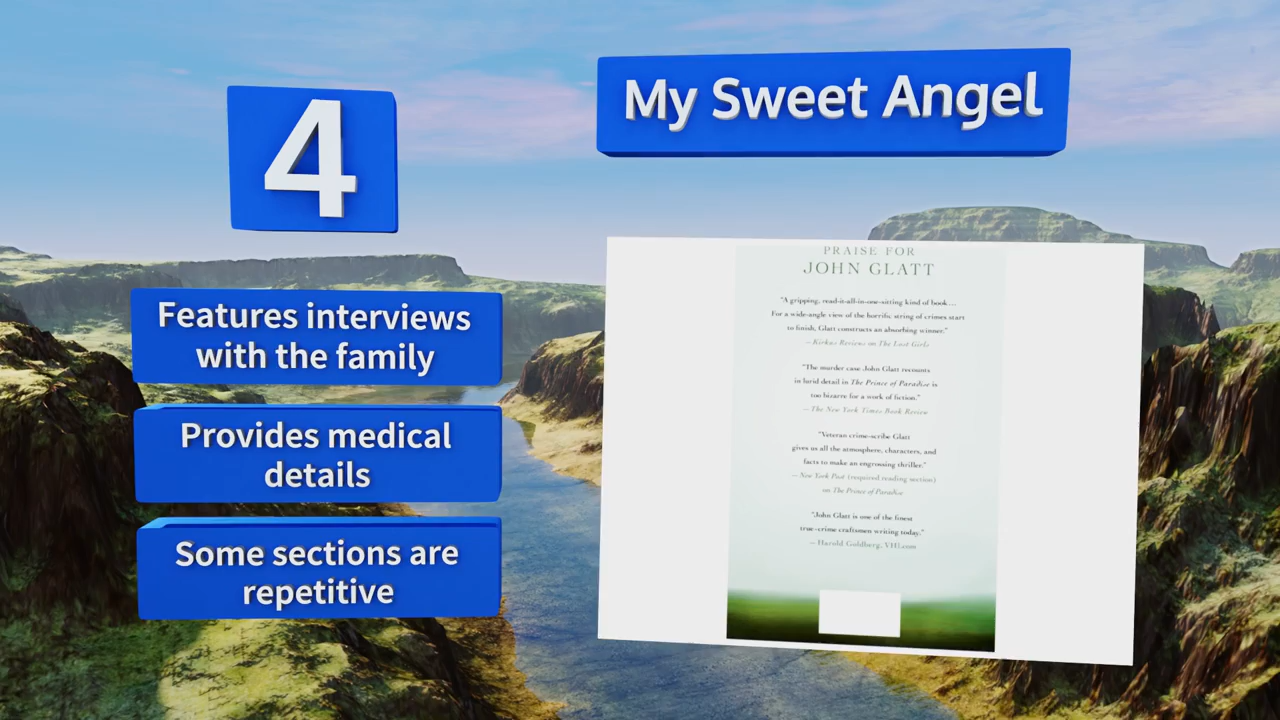 4
My Sweet Angel
Features interviews
with the family
Provides medical
details
Some sections are
repetitive
PRAISE FOR
JOHN GLATT
"A gripping, read-it-all-in-one-sitting kind of book…
For a wide-angle view of the horrific string of crimes start
to finish, Glatt constructs an absorbing winner."
—Kirkus Reviews on The Lost Girls
"The murder case John Glatt recounts
in lurid detail in The Prince of Paradise is
too bizarre for a work of fiction."
—The New York Times Book Review
"Veteran crime-scribe Glatt
gives us all the atmosphere, characters, and
facts to make an engrossing thriller."
—New York Post (required reading section)
on The Prince of Paradise
"John Glatt is one of the finest
true-crime craftsmen writing today."
—Harold Goldberg, VH1.com